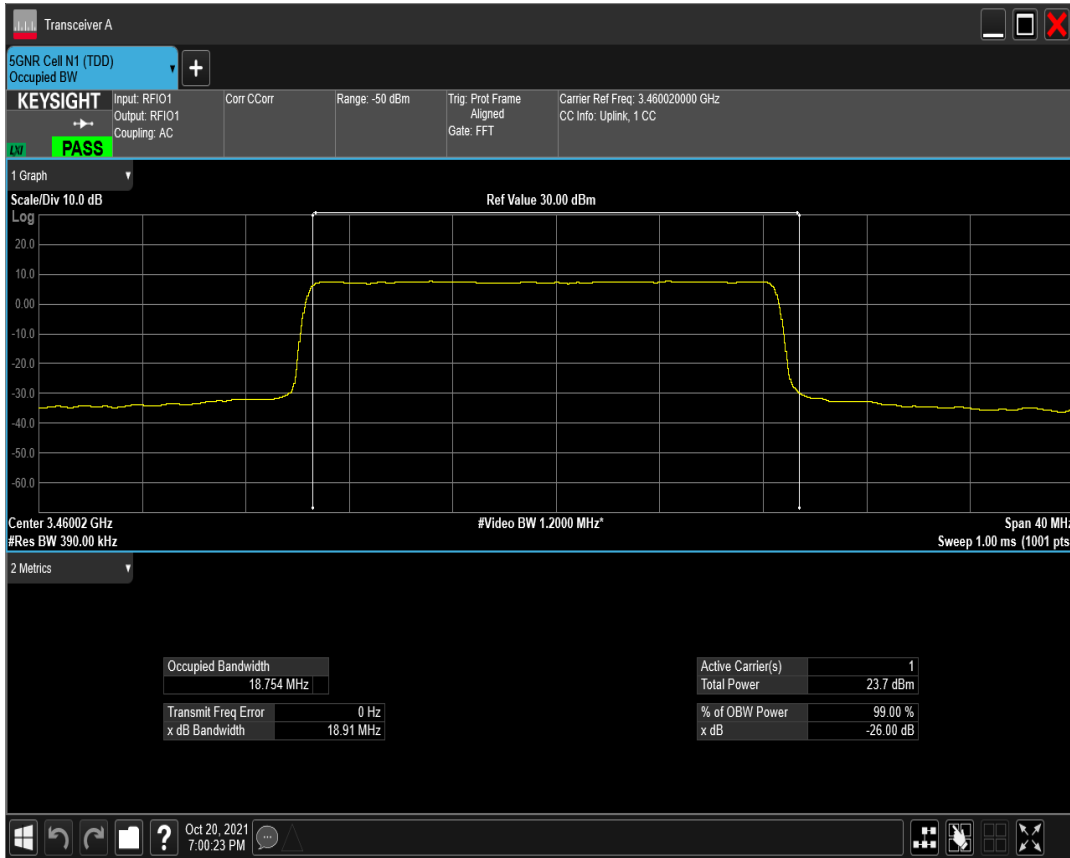 Transceiver A
5GNR Cell N1 (TDD)
Occupied BW
+
KEYSIGHT
LXI
PASS
Input: RFIO1
Output: RFIO1
Coupling: AC
Corr CCorr
Range: -50 dBm
Trig: Prot Frame
Aligned
Gate: FFT
Carrier Ref Freq: 3.460020000 GHz
CC Info: Uplink, 1 CC
1 Graph
Scale/Div 10.0 dB
Ref Value 30.00 dBm
Log
20.0
10.0
0.00
-10.0
-20.0
-30.0
-40.0
-50.0
-60.0
Center 3.46002 GHz
#Video BW 1.2000 MHz*
Span 40 MHz
#Res BW 390.00 kHz
Sweep 1.00 ms (1001 pts
2 Metrics
Occupied Bandwidth
18.754 MHz
Transmit Freq Error 0 Hz
x dB Bandwidth 18.91 MHz
Active Carrier(s) 1
Total Power 23.7 dBm
% of OBW Power 99.00 %
x dB -26.00 dB
?
Oct 20, 2021
7:00:23 PM